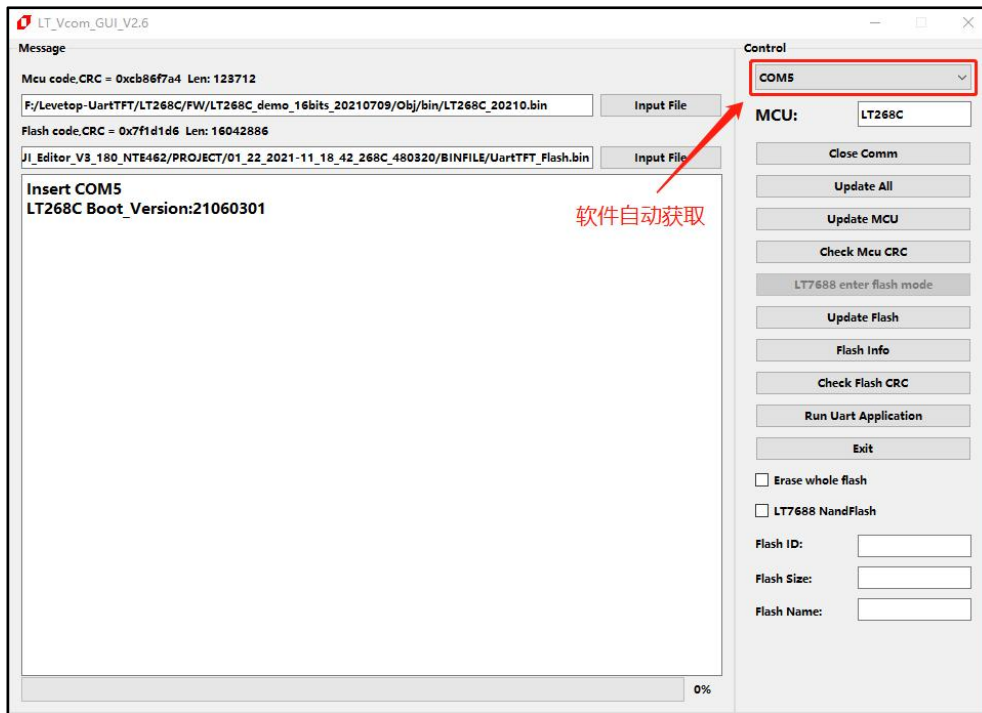 LT_Vcom_GUI_V2.6
Message
Mcu code,CRC = 0xcb86f7a4 Len: 123712
F:/Levetop-UartTFT/LT268C/FW/LT268C_demo_16bits_20210709/Obj/bin/LT268C_20210.bin
Input File
Flash code,CRC = 0x7f1d1d6 Len: 16042886
JI_Editor_V3_180_NTE462/PROJECT/01_22_2021-11_18_42_268C_480320/BINFILE/UartTFT_Flash.bin
Input File
Insert COM5
LT268C Boot_Version:21060301
软件自动获取
0%
Control
COM5
MCU:
LT268C
Close Comm
Update All
Update MCU
Check Mcu CRC
LT7688 enter flash mode
Update Flash
Flash Info
Check Flash CRC
Run Uart Application
Exit
Erase whole flash
LT7688 NandFlash
Flash ID:
Flash Size:
Flash Name: